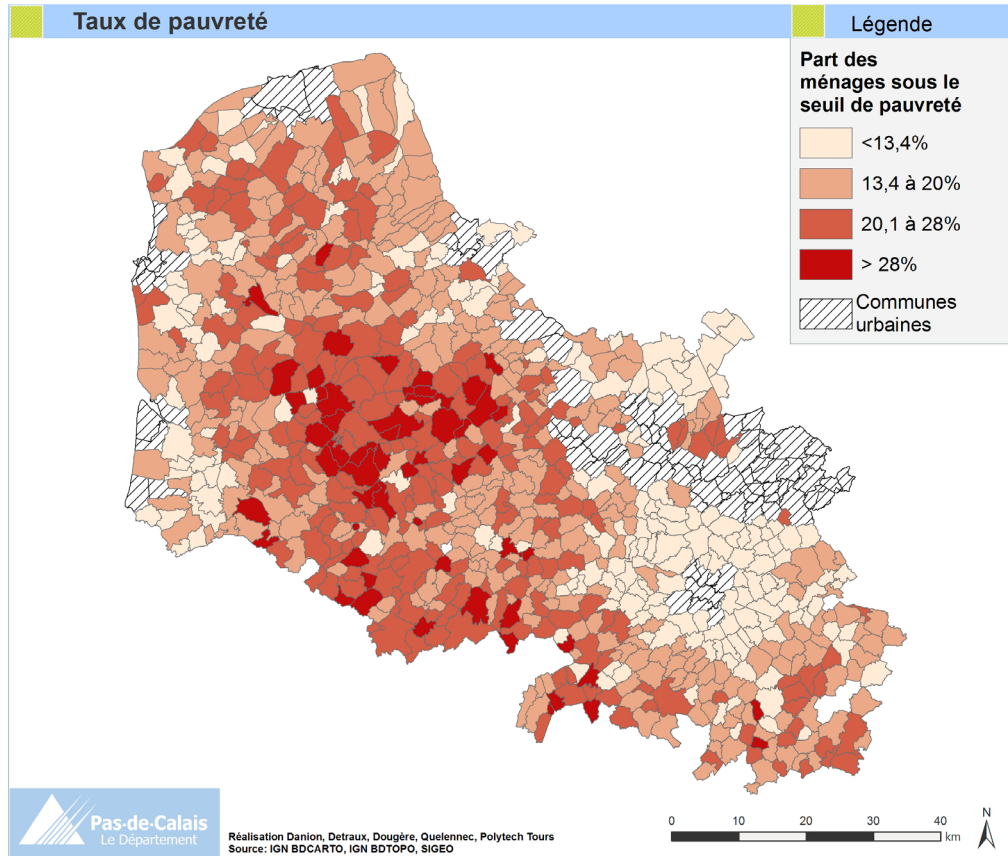 Taux de pauvreté
Légende
Part des
ménages sous le
seuil de pauvreté
<13,4%
13,4 à 20%
20,1 à 28%
> 28%
Communes
urbaines
Pas-de-Calais
Le Département
Réalisation Danion, Detraux, Dougère, Quelennec, Polytech Tours
Source: IGN BDCARTO, IGN BDTOPO, SIGEO
0 10 20 30 40
km
N